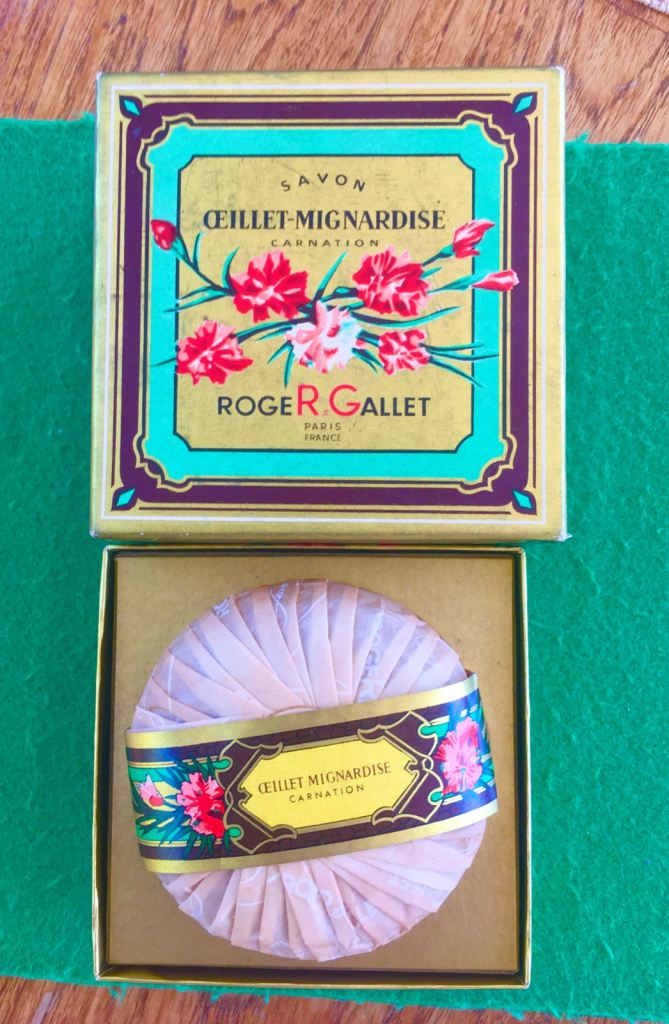 SAVON
ŒILLET-MIGNARDISE
CARNATION
ROGER & GALLET
PARIS
FRANCE
ŒILLET MIGNARDISE
CARNATION